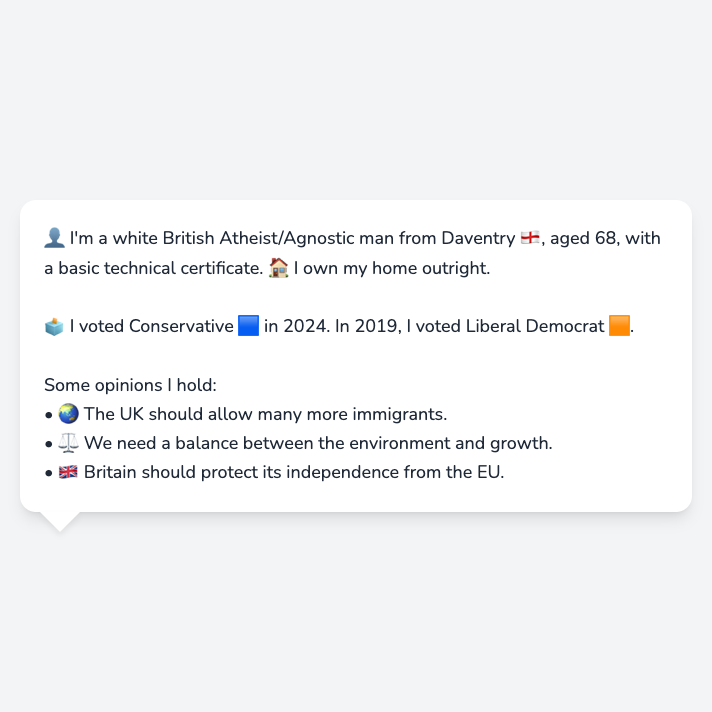 👤 I'm a white British Atheist/Agnostic man from Daventry 🏴󠁧󠁢󠁥󠁮󠁧󠁿, aged 68, with
a basic technical certificate. 🏠 I own my home outright.
🗳️ I voted Conservative 🟦 in 2024. In 2019, I voted Liberal Democrat 🟧.
Some opinions I hold:
• 🌏 The UK should allow many more immigrants.
• ⚖️ We need a balance between the environment and growth.
• 🇬🇧 Britain should protect its independence from the EU.